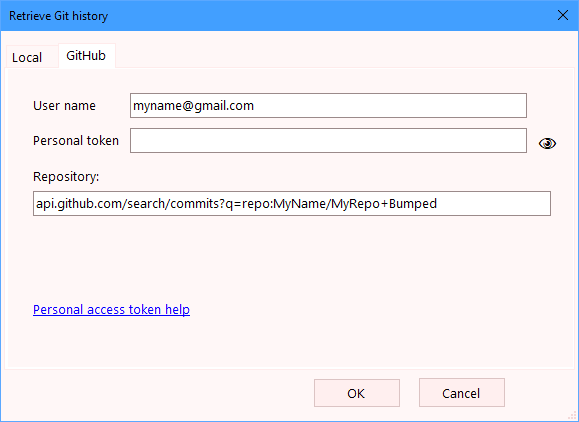 Retrieve Git history
Local
GitHub
User name
myname@gmail.com
Personal token
Repository:
api.github.com/search/commits?q=repo:MyName/MyRepo+Bumped
Personal access token help
OK
Cancel